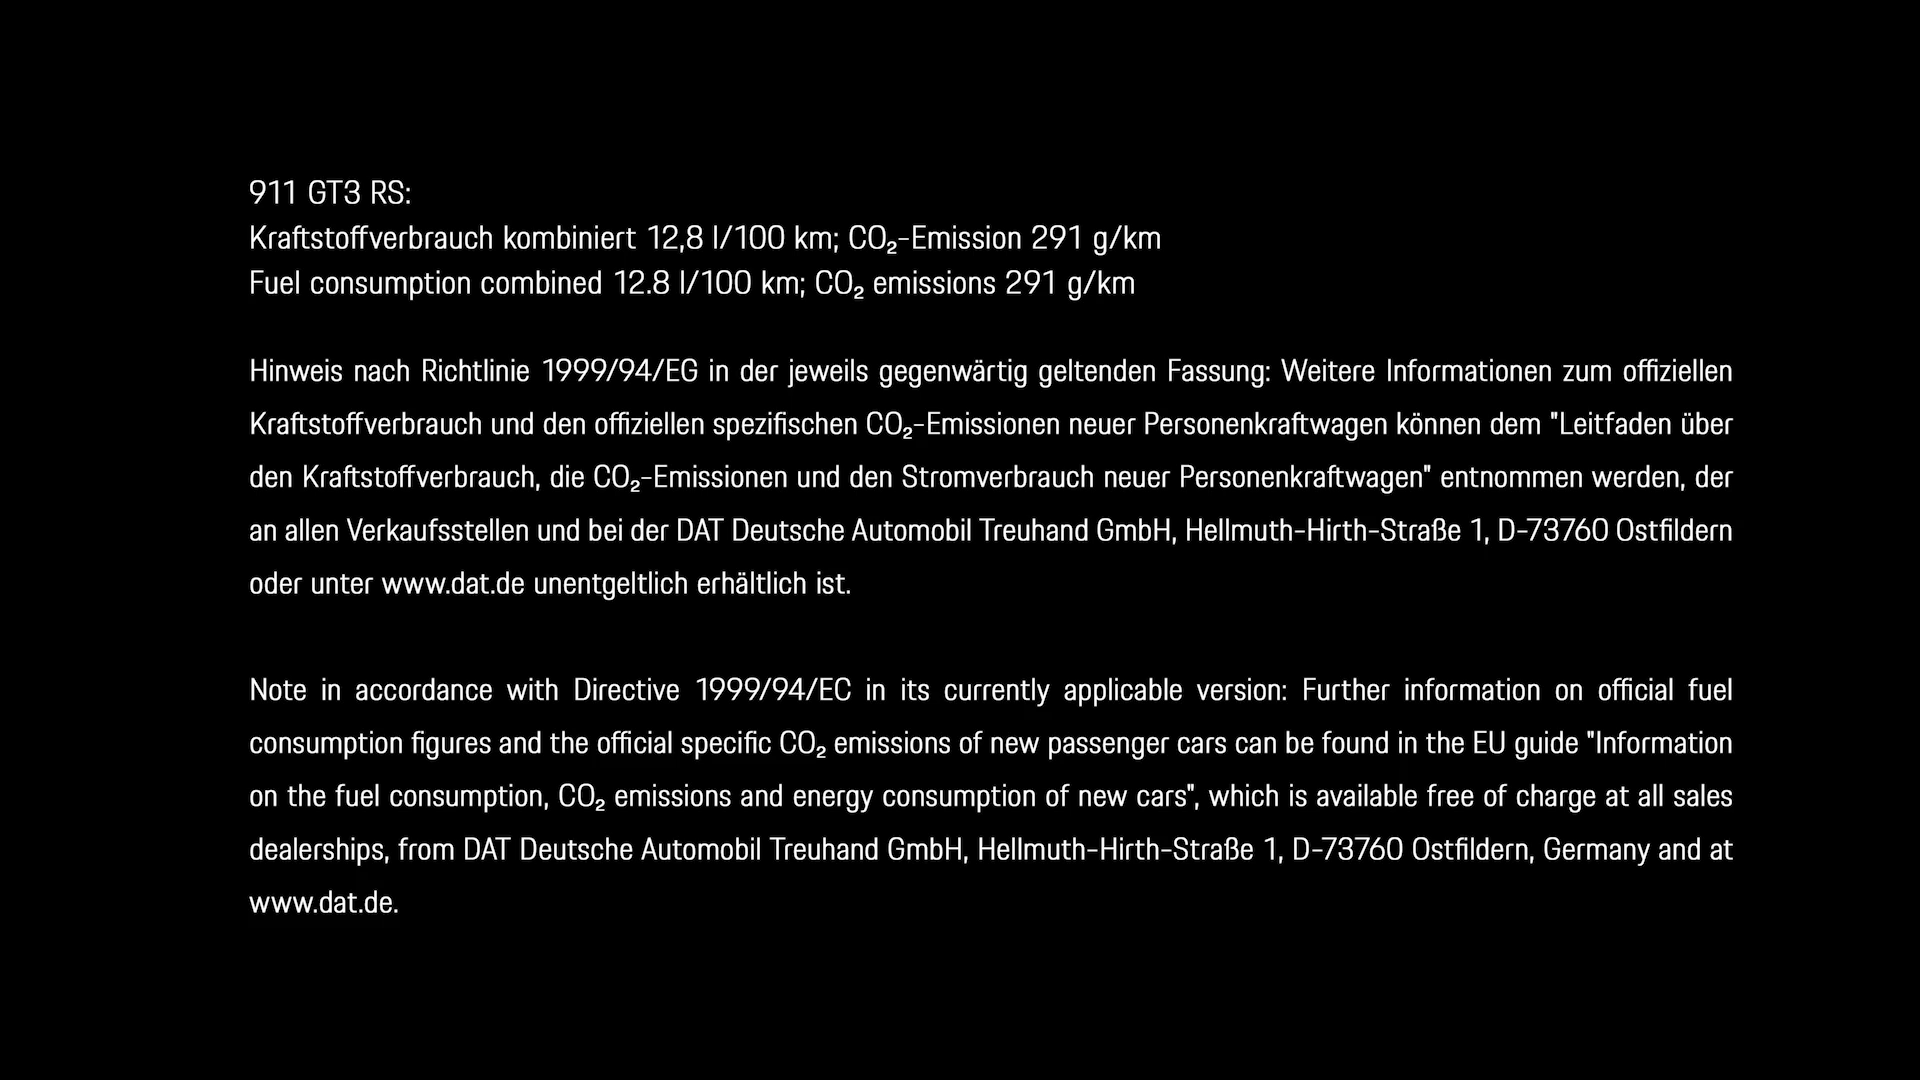 911 GT3 RS:
Kraftstoffverbrauch kombiniert 12,8 l/100 km; CO₂-Emission 291 g/km
Fuel consumption combined 12.8 l/100 km; CO₂ emissions 291 g/km
Hinweis nach Richtlinie 1999/94/EG in der jeweils gegenwärtig geltenden Fassung: Weitere Informationen zum offiziellen
Kraftstoffverbrauch und den offiziellen spezifischen CO₂-Emissionen neuer Personenkraftwagen können dem "Leitfaden über
den Kraftstoffverbrauch, die CO₂-Emissionen und den Stromverbrauch neuer Personenkraftwagen" entnommen werden, der
an allen Verkaufsstellen und bei der DAT Deutsche Automobil Treuhand GmbH, Hellmuth-Hirth-Straße 1, D-73760 Ostfildern
oder unter www.dat.de unentgeltlich erhältlich ist.
Note in accordance with Directive 1999/94/EC in its currently applicable version: Further information on official fuel
consumption figures and the official specific CO₂ emissions of new passenger cars can be found in the EU guide "Information
on the fuel consumption, CO₂ emissions and energy consumption of new cars", which is available free of charge at all sales
dealerships, from DAT Deutsche Automobil Treuhand GmbH, Hellmuth-Hirth-Straße 1, D-73760 Ostfildern, Germany and at
www.dat.de.